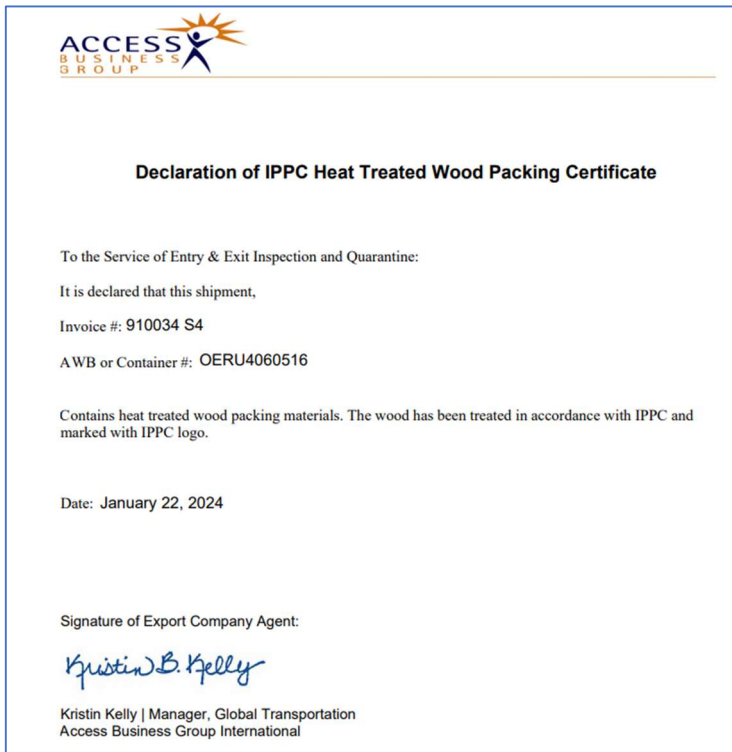 ACCESS
BUSINESS
GROUP
Declaration of IPPC Heat Treated Wood Packing Certificate
To the Service of Entry & Exit Inspection and Quarantine:
It is declared that this shipment,
Invoice #: 910034 S4
AWB or Container #: OERU4060516
Contains heat treated wood packing materials. The wood has been treated in accordance with IPPC and
marked with IPPC logo.
Date: January 22, 2024
Signature of Export Company Agent:
Kristin B. Kelly
Kristin Kelly | Manager, Global Transportation
Access Business Group International